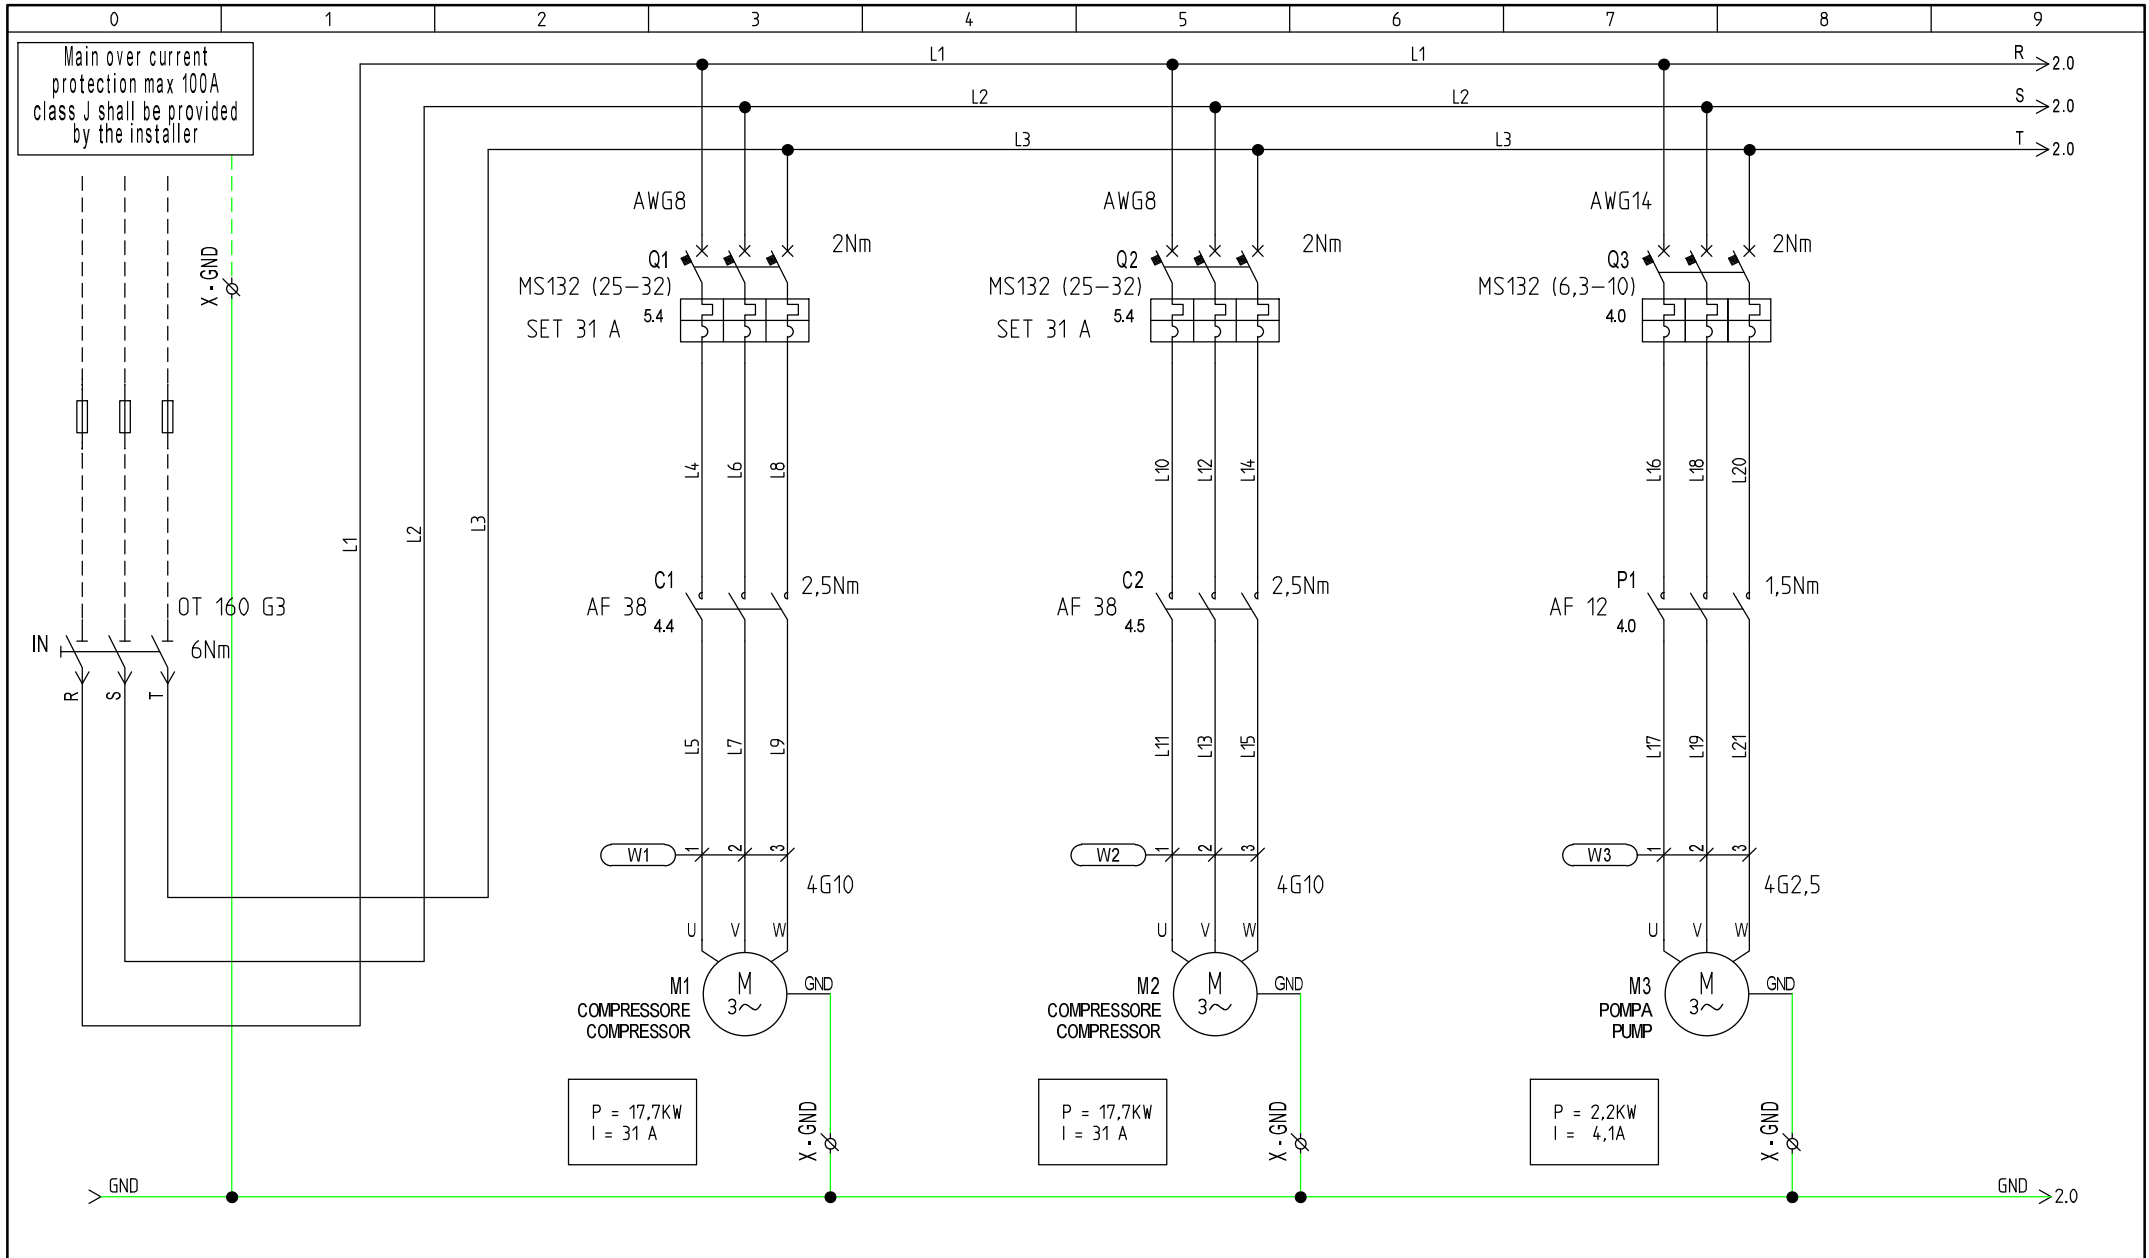 0 1 2 3 4 5 6 7 8 9
Main over current
protection max 100A
class J shall be provided
by the installer
L1 L1 R 2.0
L2 L2 S 2.0
L3 L3 T 2.0
AWG8 AWG8 AWG14
X - GND
Q1 2Nm
MS132 (25-32)
5.4
SET 31 A
Q2 2Nm
MS132 (25-32)
5.4
SET 31 A
Q3 2Nm
MS132 (6,3-10)
4.0
L4 L6 L8 L10 L12 L14 L16 L18 L20
L1 L2 L3
OT 160 G3
IN 6Nm
R S T
C1 2,5Nm
AF 38
4.4
C2 2,5Nm
AF 38
4.5
P1 1,5Nm
AF 12
4.0
L5 L7 L9 L11 L13 L15 L17 L19 L21
W1 1 2 3
4G10
W2 1 2 3
4G10
W3 1 2 3
4G2,5
U V W U V W U V W
M1 M 3~ GND
COMPRESSORE
COMPRESSOR
M2 M 3~ GND
COMPRESSORE
COMPRESSOR
M3 M 3~ GND
POMPA
PUMP
P = 17,7KW
I = 31 A
X - GND
P = 17,7KW
I = 31 A
X - GND
P = 2,2KW
I = 4,1A
X - GND
GND GND 2.0